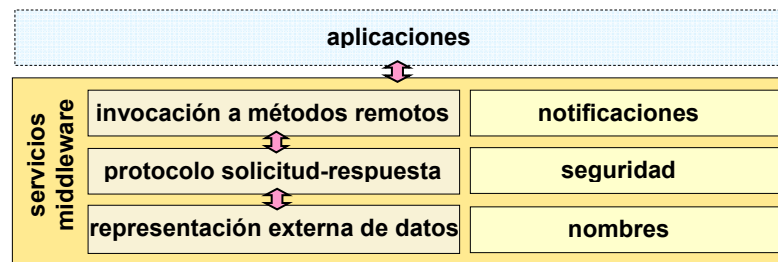 aplicaciones
servicios
middleware
invocación a métodos remotos
notificaciones
protocolo solicitud-respuesta
seguridad
representación externa de datos
nombres